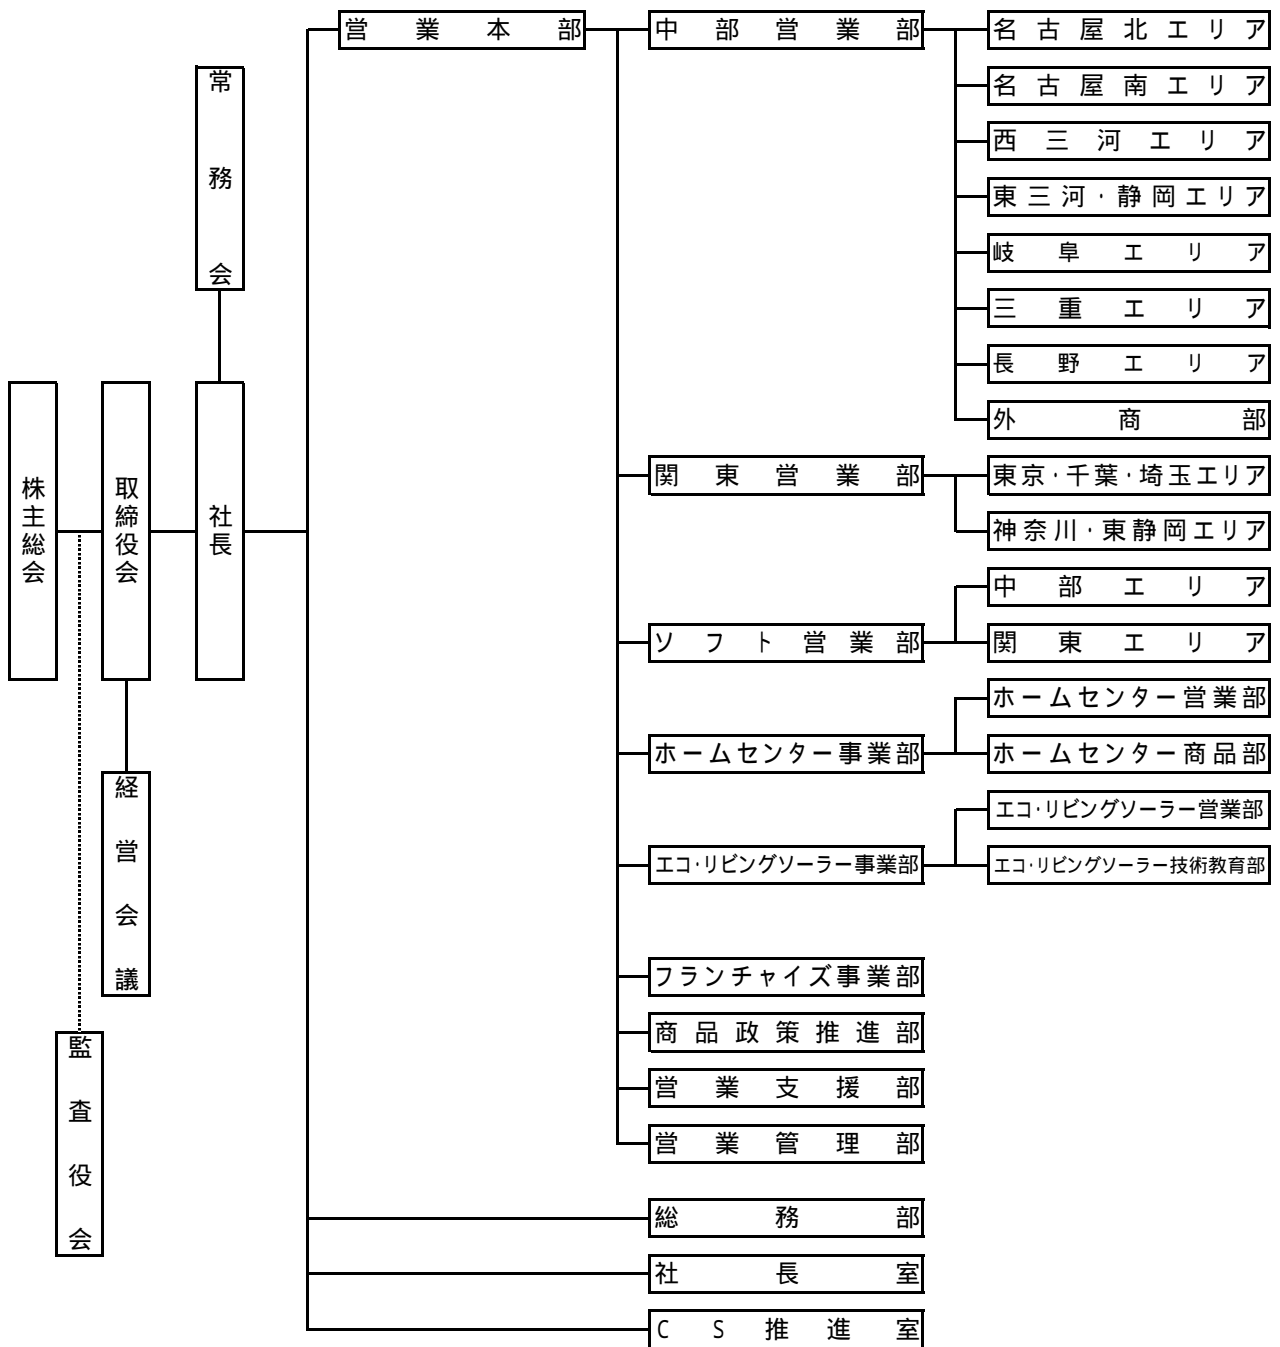 営業本部
中部営業部
名古屋北エリア
常務会
名古屋南エリア
西三河エリア
東三河・静岡エリア
岐阜エリア
三重エリア
長野エリア
外商部
株主総会
取締役会
社長
関東営業部
東京・千葉・埼玉エリア
神奈川・東静岡エリア
ソフト営業部
中部エリア
関東エリア
ホームセンター事業部
ホームセンター営業部
ホームセンター商品部
経営会議
エコ・リビングソーラー事業部
エコ・リビングソーラー営業部
エコ・リビングソーラー技術教育部
フランチャイズ事業部
商品政策推進部
監査役会
営業支援部
営業管理部
総務部
社長室
CS推進室